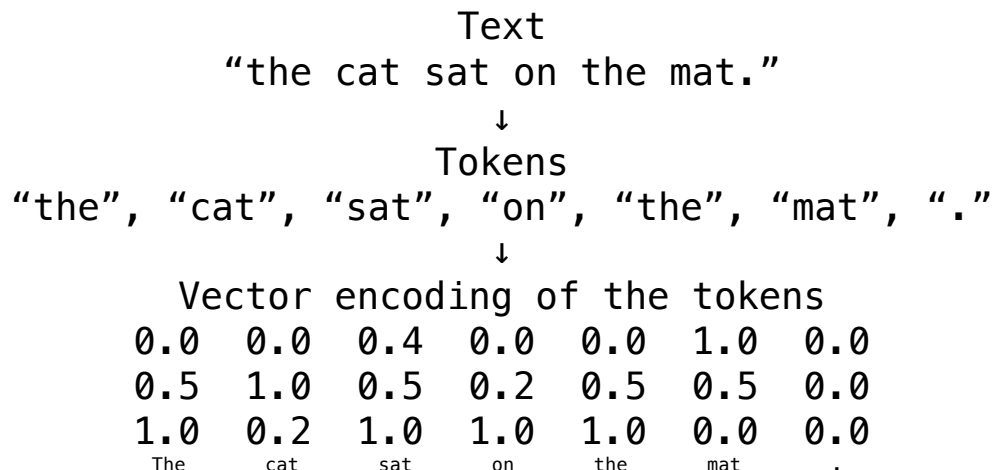 Text
“the cat sat on the mat.”
↓
Tokens
“the”, “cat”, “sat”, “on”, “the”, “mat”, “.”
↓
Vector encoding of the tokens
0.0 0.0 0.4 0.0 0.0 1.0 0.0
0.5 1.0 0.5 0.2 0.5 0.5 0.0
1.0 0.2 1.0 1.0 1.0 0.0 0.0
The cat sat on the mat .